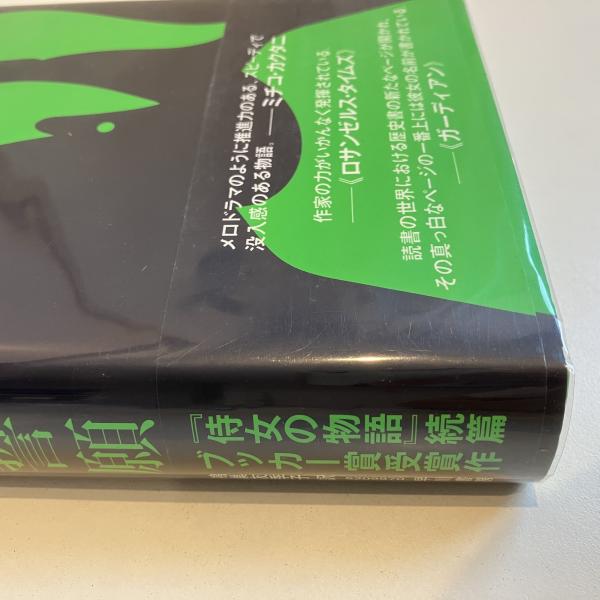 メロドラマのように推進力のある、スピーディで
没入感のある物語。 ——ミチコ・カクタニ
作家の力がいかんなく発揮されている。
——《ロサンゼルス・タイムズ》
読書の世界における歴史書の新たなページが開かれ、
その真っ白なページの一番上には彼女の名前が書かれている
——《ガーディアン》
誓願
『侍女の物語』続篇
ブッカー賞受賞作